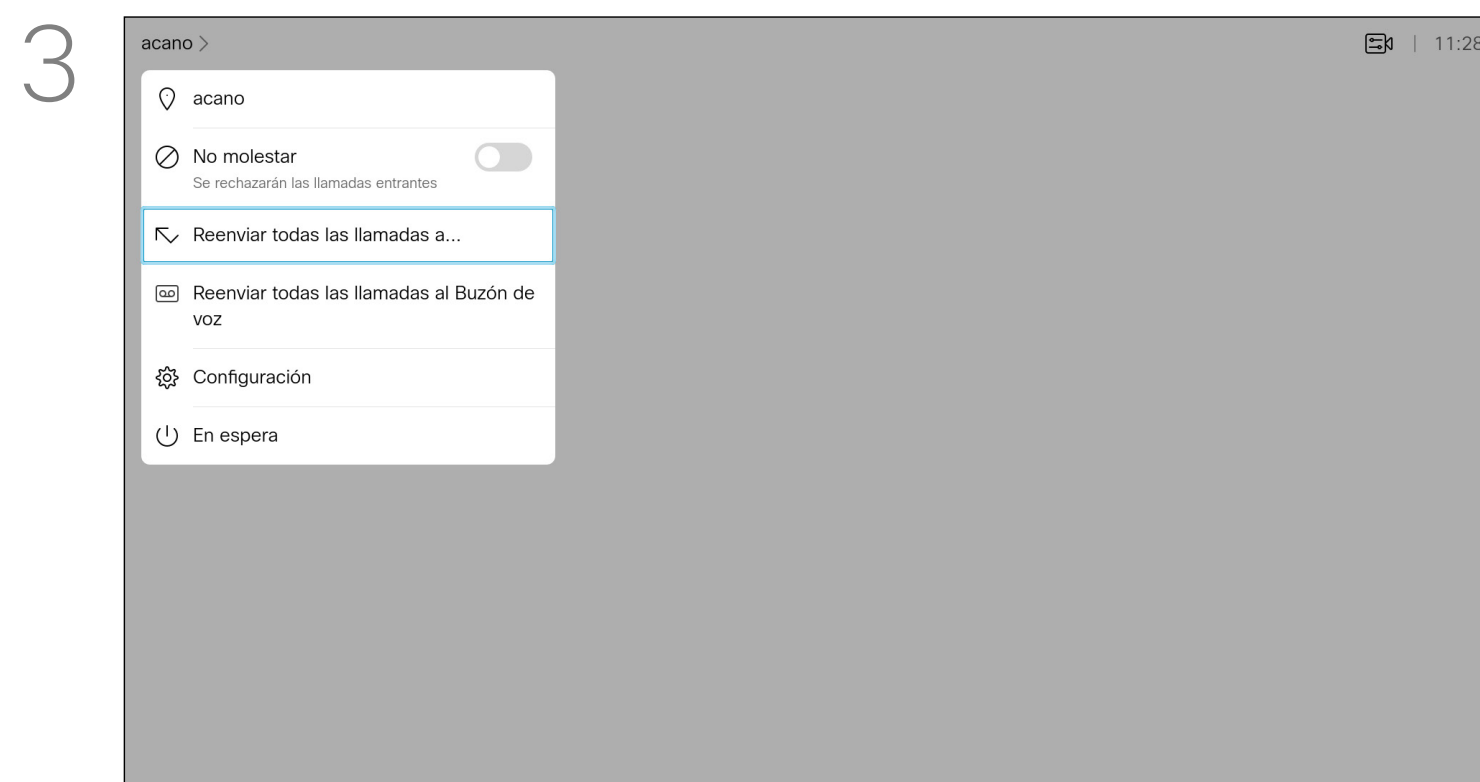 3
acano >
11:28
acano
No molestar
Se rechazarán las llamadas entrantes
Reenviar todas las llamadas a...
Reenviar todas las llamadas al Buzón de
voz
Configuración
En espera